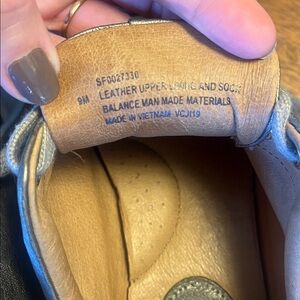 SF0027330
9M LEATHER UPPER LINING AND SOCK
BALANCE MAN MADE MATERIALS
MADE IN VIETNAM VCJ119